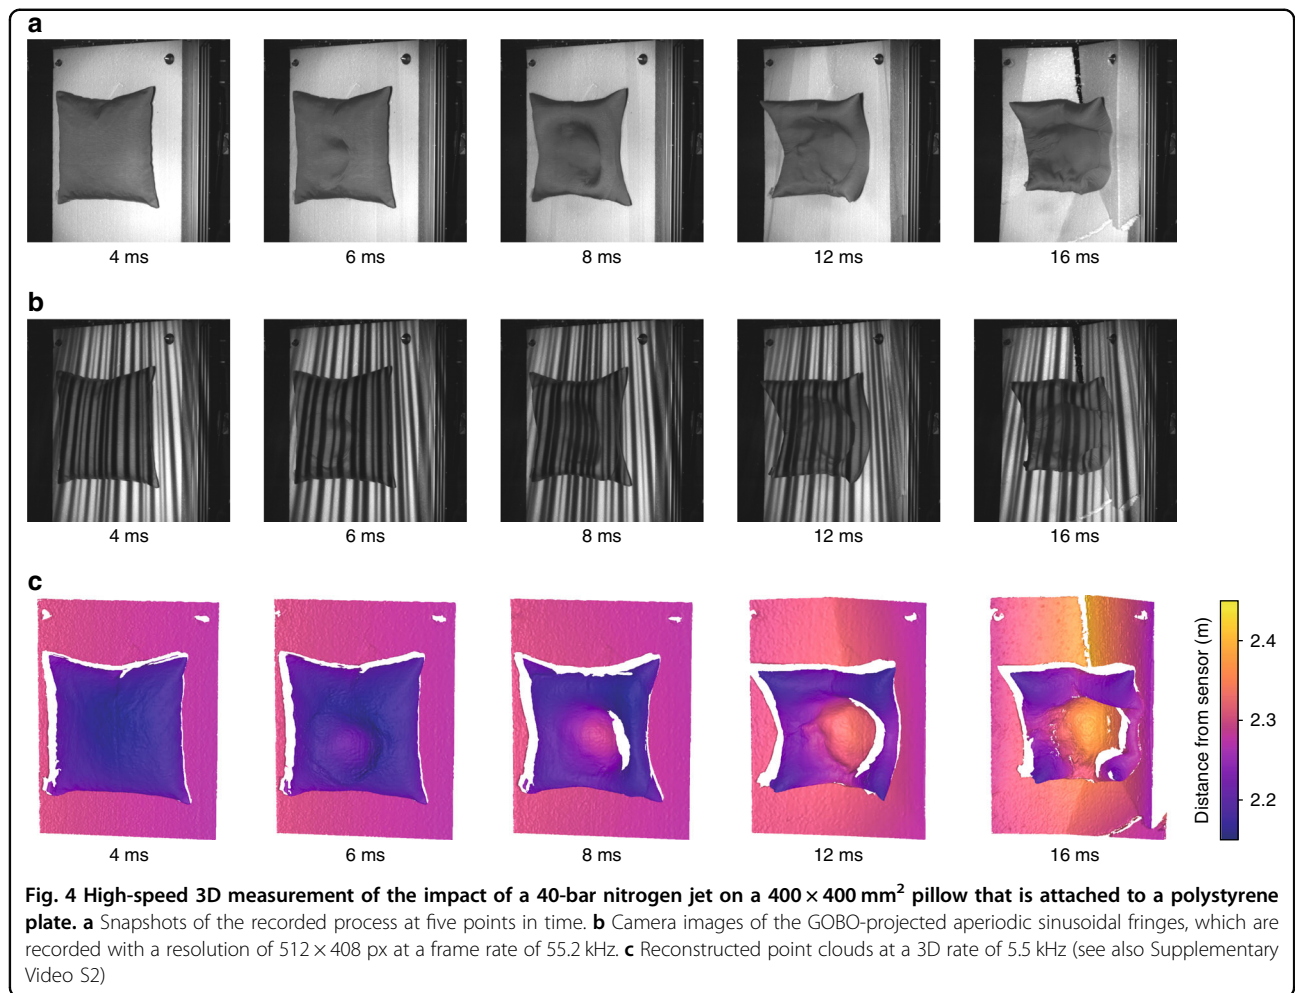 a
4 ms
6 ms
8 ms
12 ms
16 ms
b
4 ms
6 ms
8 ms
12 ms
16 ms
c
4 ms
6 ms
8 ms
12 ms
16 ms
Distance from sensor (m)
2.4
2.3
2.2
Fig. 4 High-speed 3D measurement of the impact of a 40-bar nitrogen jet on a 400 × 400 mm² pillow that is attached to a polystyrene
plate. a Snapshots of the recorded process at five points in time. b Camera images of the GOBO-projected aperiodic sinusoidal fringes, which are
recorded with a resolution of 512 × 408 px at a frame rate of 55.2 kHz. c Reconstructed point clouds at a 3D rate of 5.5 kHz (see also Supplementary
Video S2)